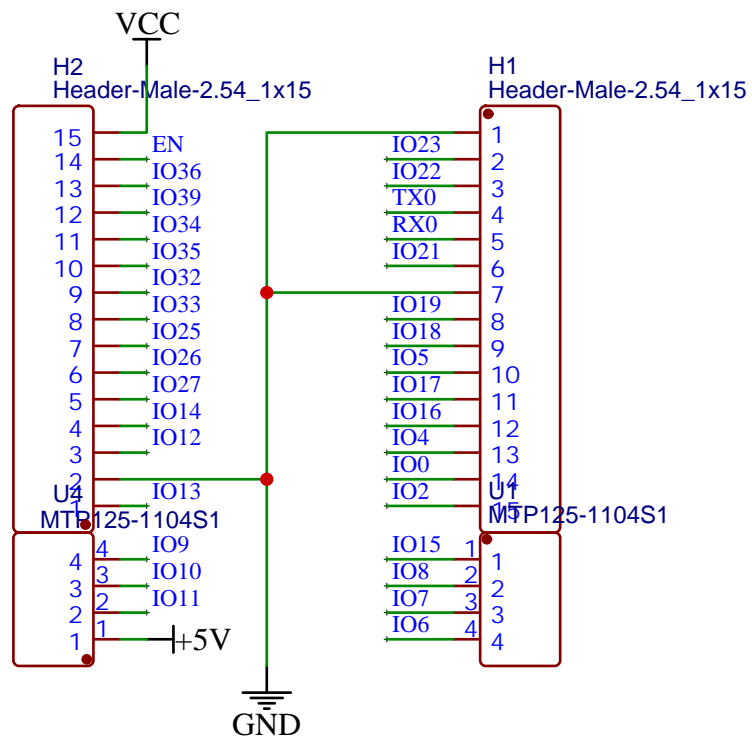 VCC
H2
Header-Male-2.54_1x15
15
14 EN
13 IO36
12 IO39
11 IO34
10 IO35
9 IO32
8 IO33
7 IO25
6 IO26
5 IO27
4 IO14
3 IO12
2
1 IO13
U4
MTP125-1104S1
4 4 IO9
3 3 IO10
2 2 IO11
1 1 +5V
H1
Header-Male-2.54_1x15
1
IO23 2
IO22 3
TX0 4
RX0 5
IO21 6
7
IO19 8
IO18 9
IO5 10
IO17 11
IO16 12
IO4 13
IO0 14
IO2 15
U1
MTP125-1104S1
IO15 1 1
IO8 2 2
IO7 3 3
IO6 4 4
GND